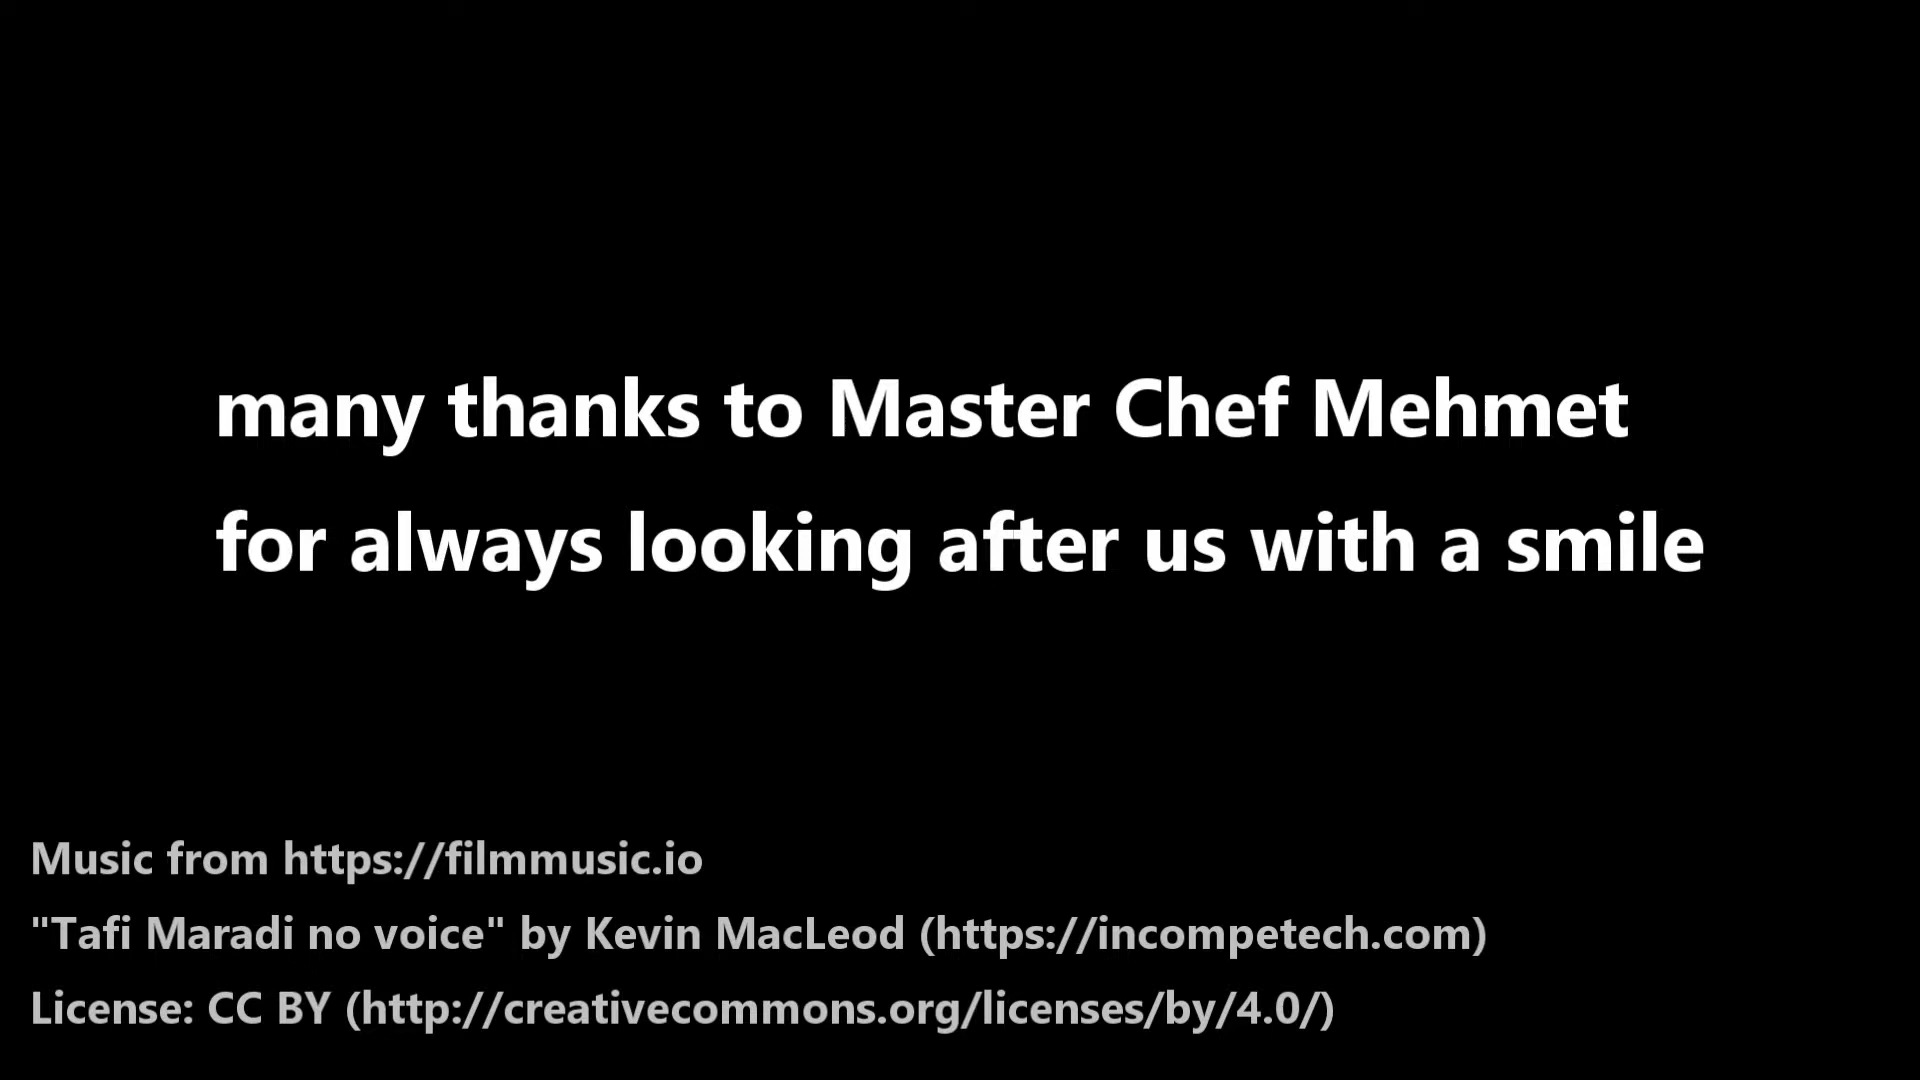 many thanks to Master Chef Mehmet
for always looking after us with a smile
Music from https://filmmusic.io
"Tafi Maradi no voice" by Kevin MacLeod (https://incompetech.com)
License: CC BY (http://creativecommons.org/licenses/by/4.0/)